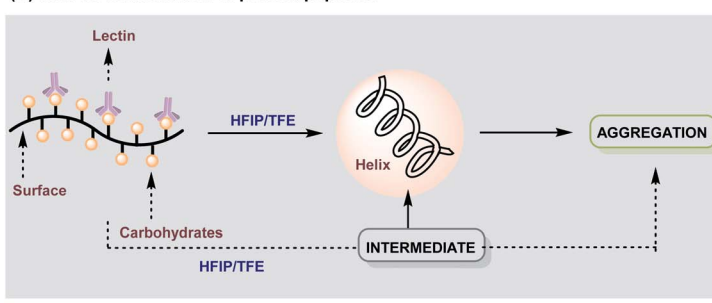 Lectin
HFIP/TFE
AGGREGATION
Helix
Surface
Carbohydrates
INTERMEDIATE
HFIP/TFE